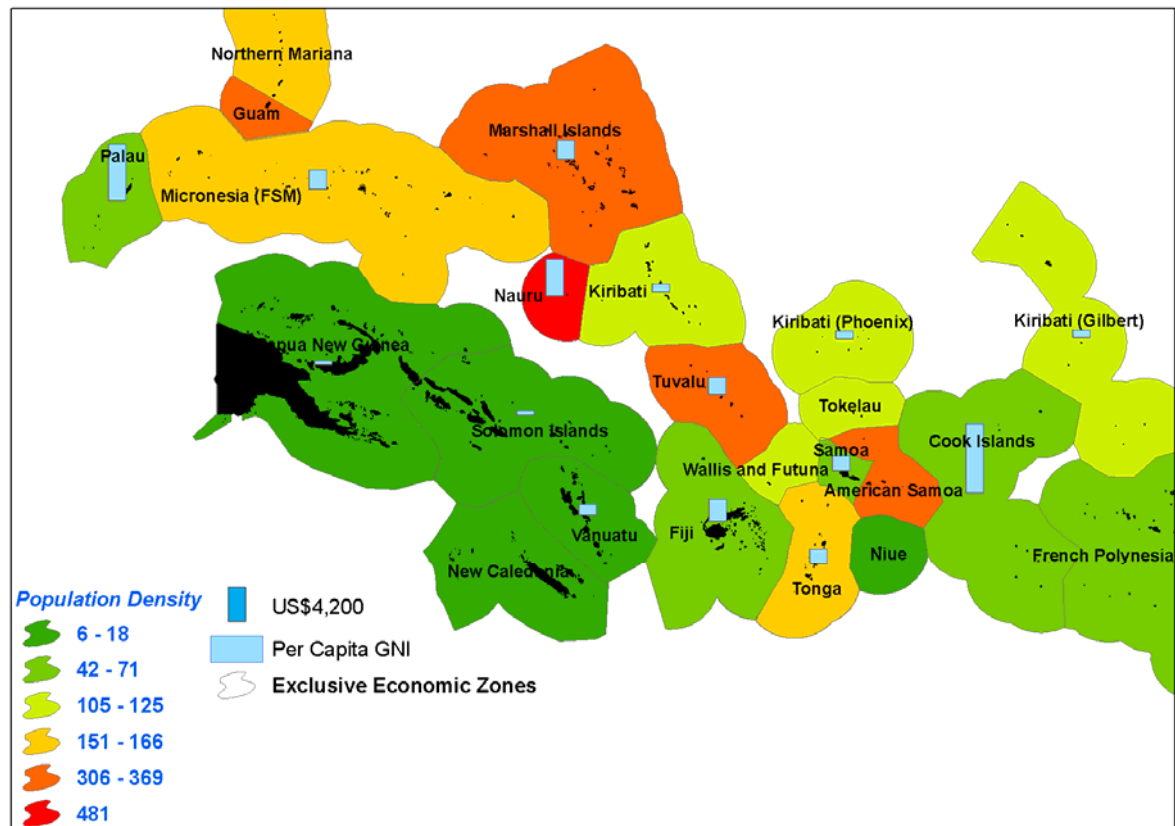 Northern Mariana
Guam
Marshall Islands
Palau
Micronesia (FSM)
Nauru
Kiribati
Kiribati (Phoenix)
Kiribati (Gilbert)
apua New Guinea
Tuvalu
Tokelau
Solomon Islands
Cook Islands
Samoa
Wallis and Futuna
American Samoa
Vanuatu
Fiji
Niue
French Polynesia
New Caledonia
Tonga
Population Density
6 - 18
42 - 71
105 - 125
151 - 166
306 - 369
481
US$4,200
Per Capita GNI
Exclusive Economic Zones